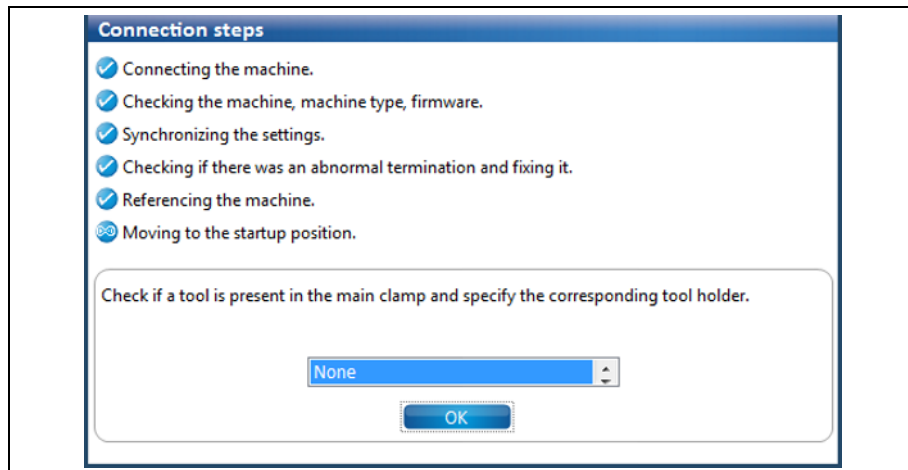 Connection steps
Connecting the machine.
Checking the machine, machine type, firmware.
Synchronizing the settings.
Checking if there was an abnormal termination and fixing it.
Referencing the machine.
Moving to the startup position.
Check if a tool is present in the main clamp and specify the corresponding tool holder.
None
OK